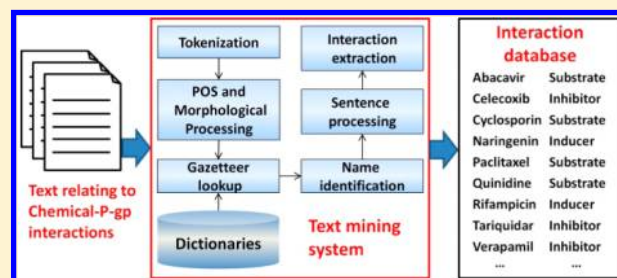 Text relating to
Chemical-P-gp
interactions
Tokenization
POS and
Morphological
Processing
Gazetteer
lookup
Dictionaries
Interaction
extraction
Sentence
processing
Name
identification
Text mining
system
Interaction
database
Abacavir Substrate
Celecoxib Inhibitor
Cyclosporin Substrate
Naringenin Inducer
Paclitaxel Substrate
Quinidine Substrate
Rifampicin Inducer
Tariquidar Inhibitor
Verapamil Inhibitor
... ...